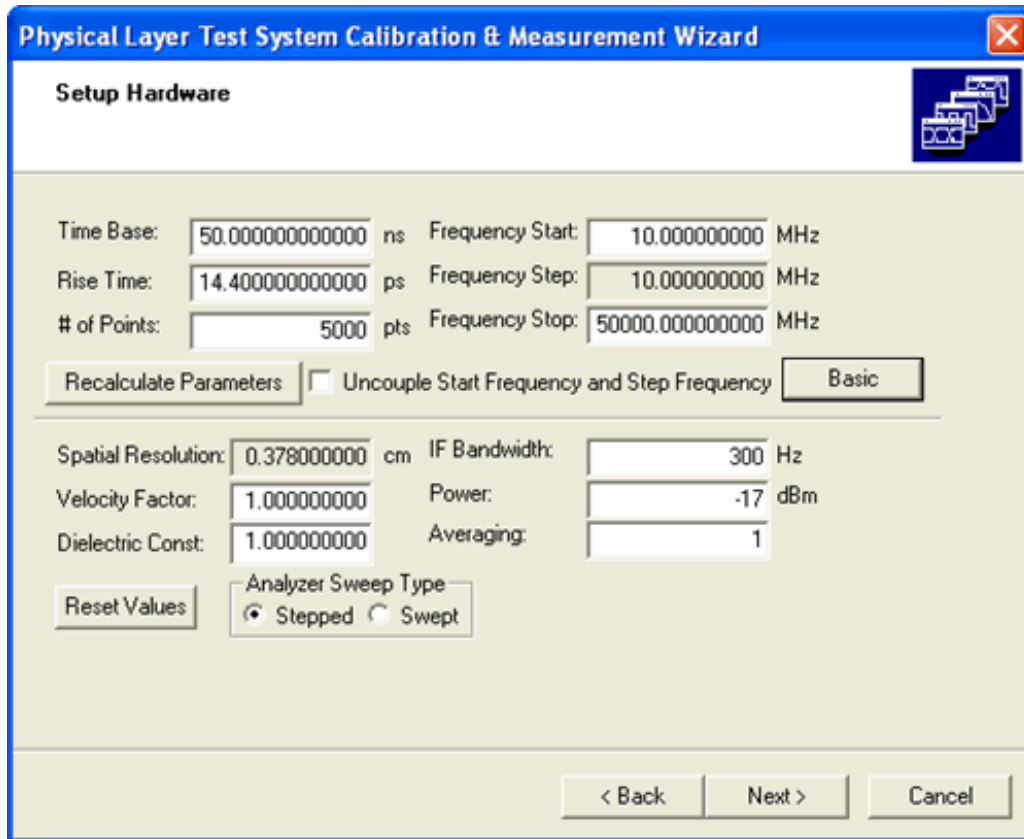 Physical Layer Test System Calibration & Measurement Wizard
Setup Hardware
Time Base: 50.000000000000 ns Frequency Start: 10.000000000 MHz
Rise Time: 14.400000000000 ps Frequency Step: 10.000000000 MHz
# of Points: 5000 pts Frequency Stop: 50000.000000000 MHz
Recalculate Parameters Uncouple Start Frequency and Step Frequency Basic
Spatial Resolution: 0.378000000 cm IF Bandwidth: 300 Hz
Velocity Factor: 1.000000000 Power: -17 dBm
Dielectric Const: 1.000000000 Averaging: 1
Analyzer Sweep Type
Reset Values Stepped Swept
< Back Next > Cancel